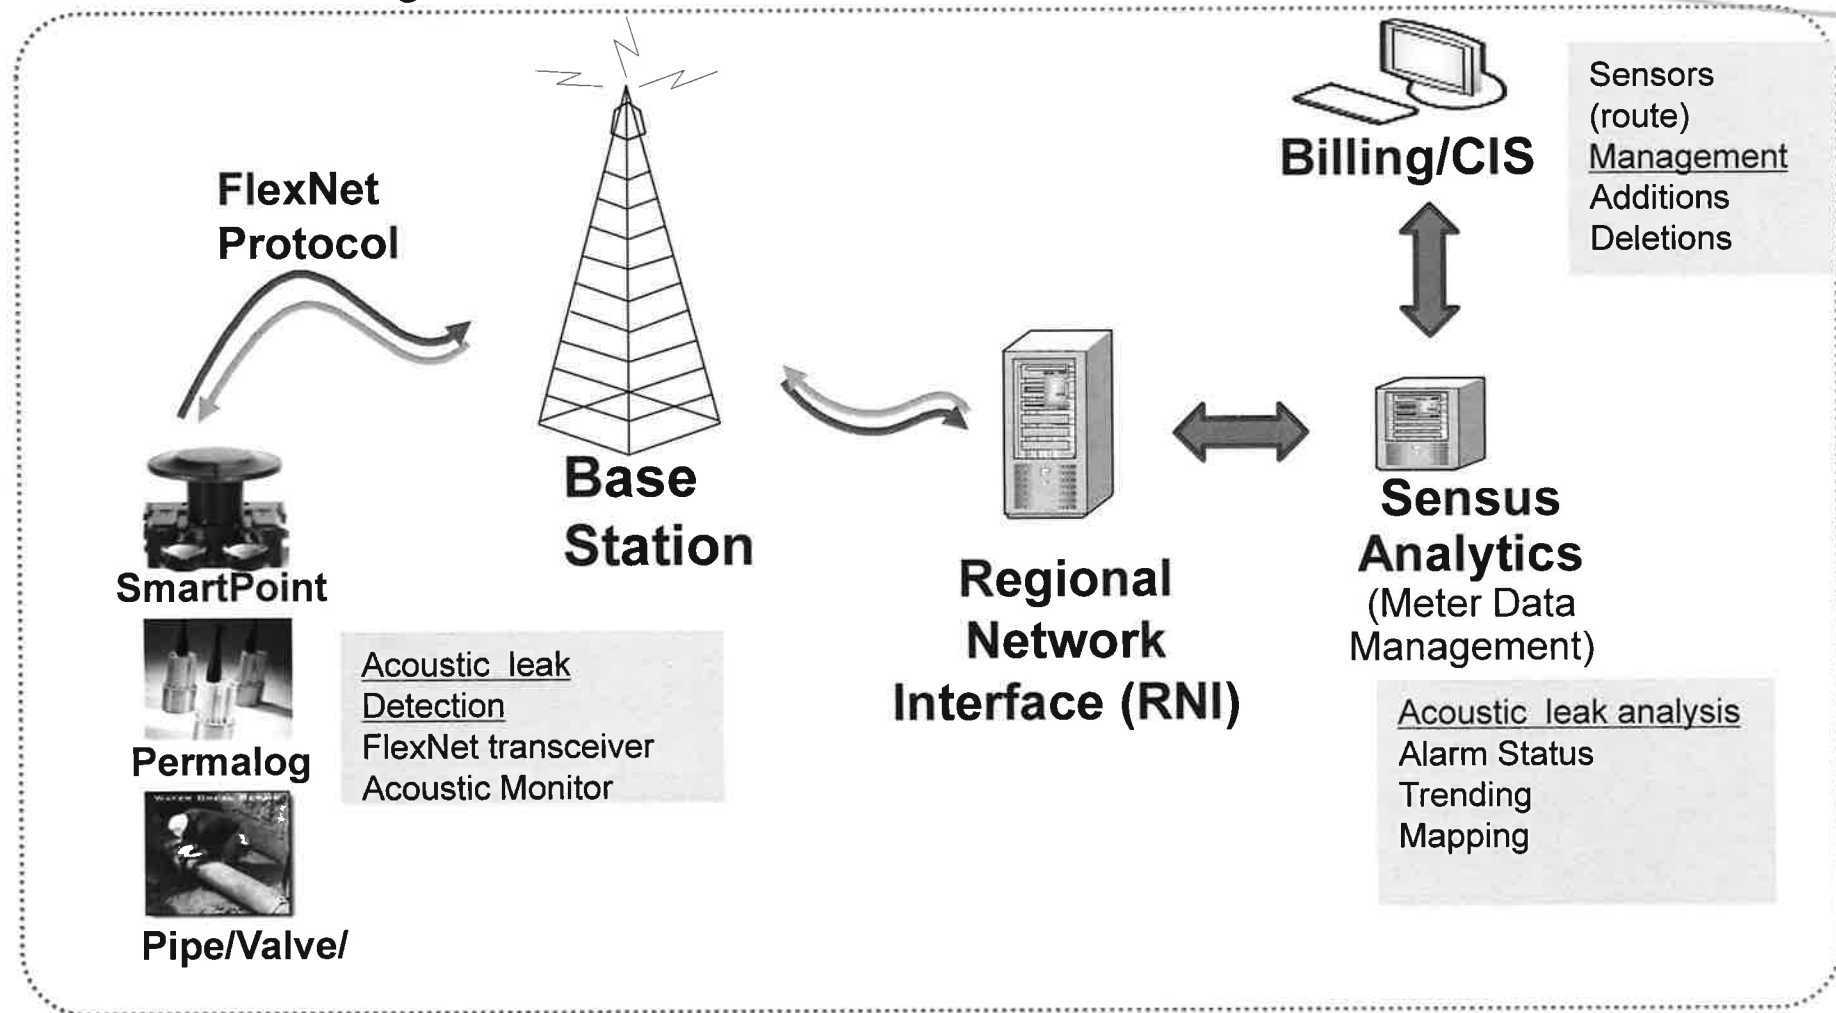 FlexNet
Protocol
Base
Station
SmartPoint
Permalog
Pipe/Valve/
Acoustic leak
Detection
FlexNet transceiver
Acoustic Monitor
Regional
Network
Interface (RNI)
Billing/CIS
Sensors
(route)
Management
Additions
Deletions
Sensus
Analytics
(Meter Data
Management)
Acoustic leak analysis
Alarm Status
Trending
Mapping